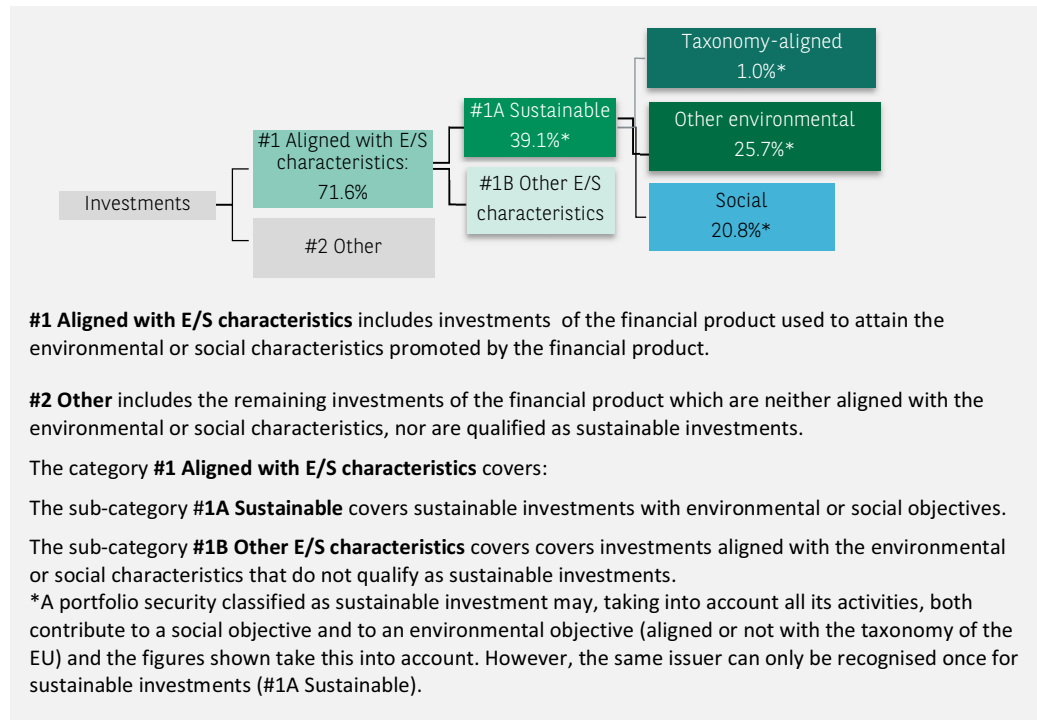 Taxonomy-aligned
1.0%*
#1A Sustainable
39.1%*
Other environmental
25.7%*
#1 Aligned with E/S
characteristics:
71.6%
#1B Other E/S
characteristics
Investments
Social
20.8%*
#2 Other
#1 Aligned with E/S characteristics includes investments of the financial product used to attain the
environmental or social characteristics promoted by the financial product.
#2 Other includes the remaining investments of the financial product which are neither aligned with the
environmental or social characteristics, nor are qualified as sustainable investments.
The category #1 Aligned with E/S characteristics covers:
The sub-category #1A Sustainable covers sustainable investments with environmental or social objectives.
The sub-category #1B Other E/S characteristics covers covers investments aligned with the environmental
or social characteristics that do not qualify as sustainable investments.
*A portfolio security classified as sustainable investment may, taking into account all its activities, both
contribute to a social objective and to an environmental objective (aligned or not with the taxonomy of the
EU) and the figures shown take this into account. However, the same issuer can only be recognised once for
sustainable investments (#1A Sustainable).